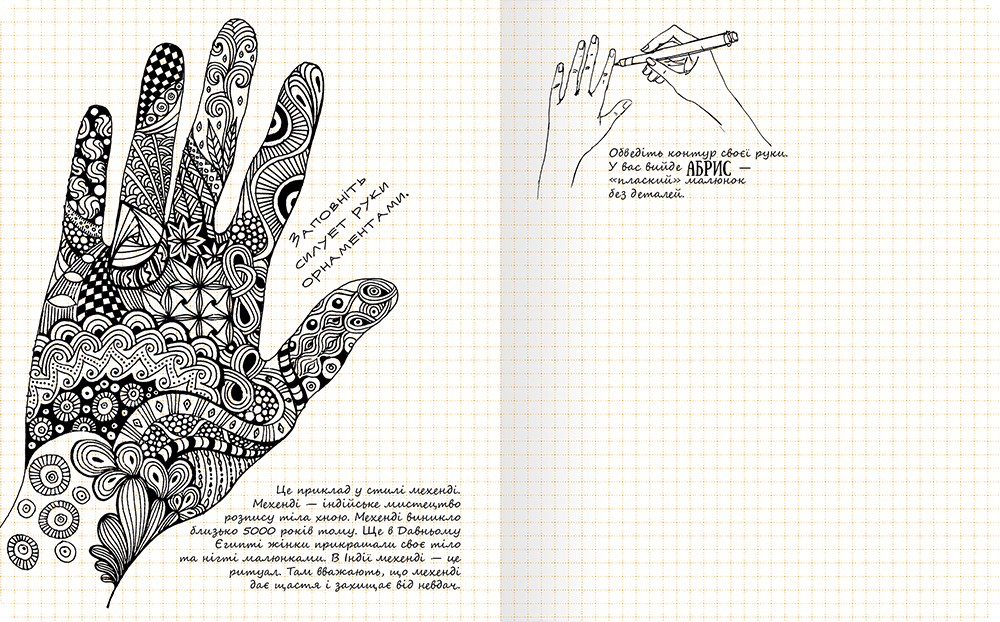 Заповніть
силует руки
орнаментами.
Це приклад у стилі мехенді.
Мехенді — індійське мистецтво
розпису тіла хною. Мехенді виникло
близько 5000 років тому. Ще в Давньому
Єгипті жінки прикрашали своє тіло
та нігті малюнками. В Індії мехенді — це
ритуал. Там вважають, що мехенді
дає щастя і захищає від невдач.
Обведіть контур своєї руки.
У вас вийде АБРИС —
«плаский» малюнок
без деталей.